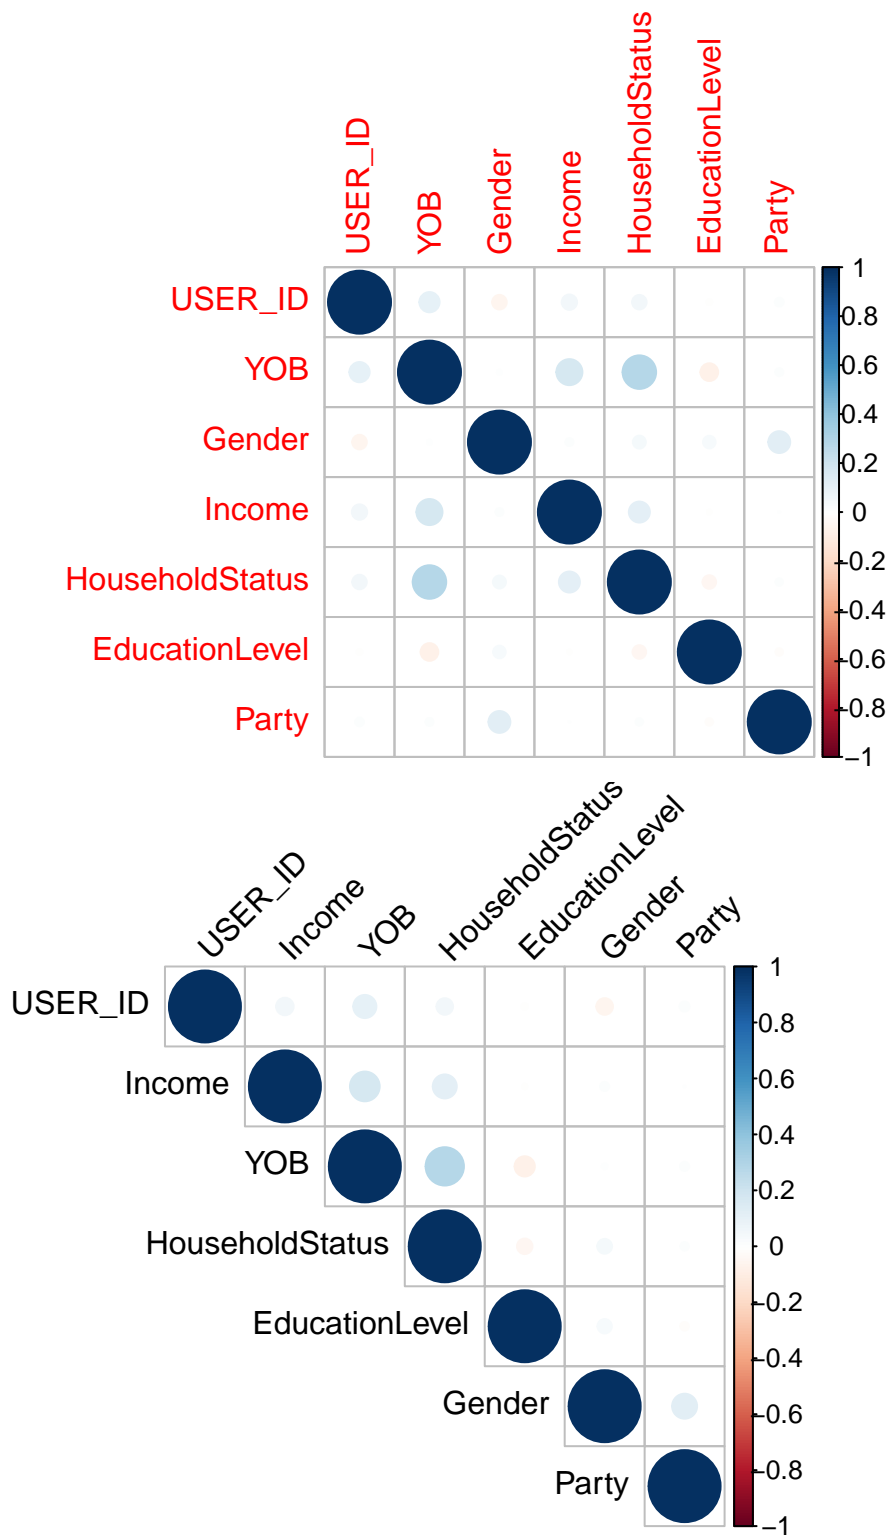 USER_ID
YOB
Gender
Income
HouseholdStatus
EducationLevel
Party
USER_ID
YOB
Gender
Income
HouseholdStatus
EducationLevel
Party
1
0.8
0.6
0.4
0.2
0
−0.2
−0.4
−0.6
−0.8
−1
USER_ID
Income
YOB
HouseholdStatus
EducationLevel
Gender
Party
USER_ID
Income
YOB
HouseholdStatus
EducationLevel
Gender
Party
1
0.8
0.6
0.4
0.2
0
−0.2
−0.4
−0.6
−0.8
−1